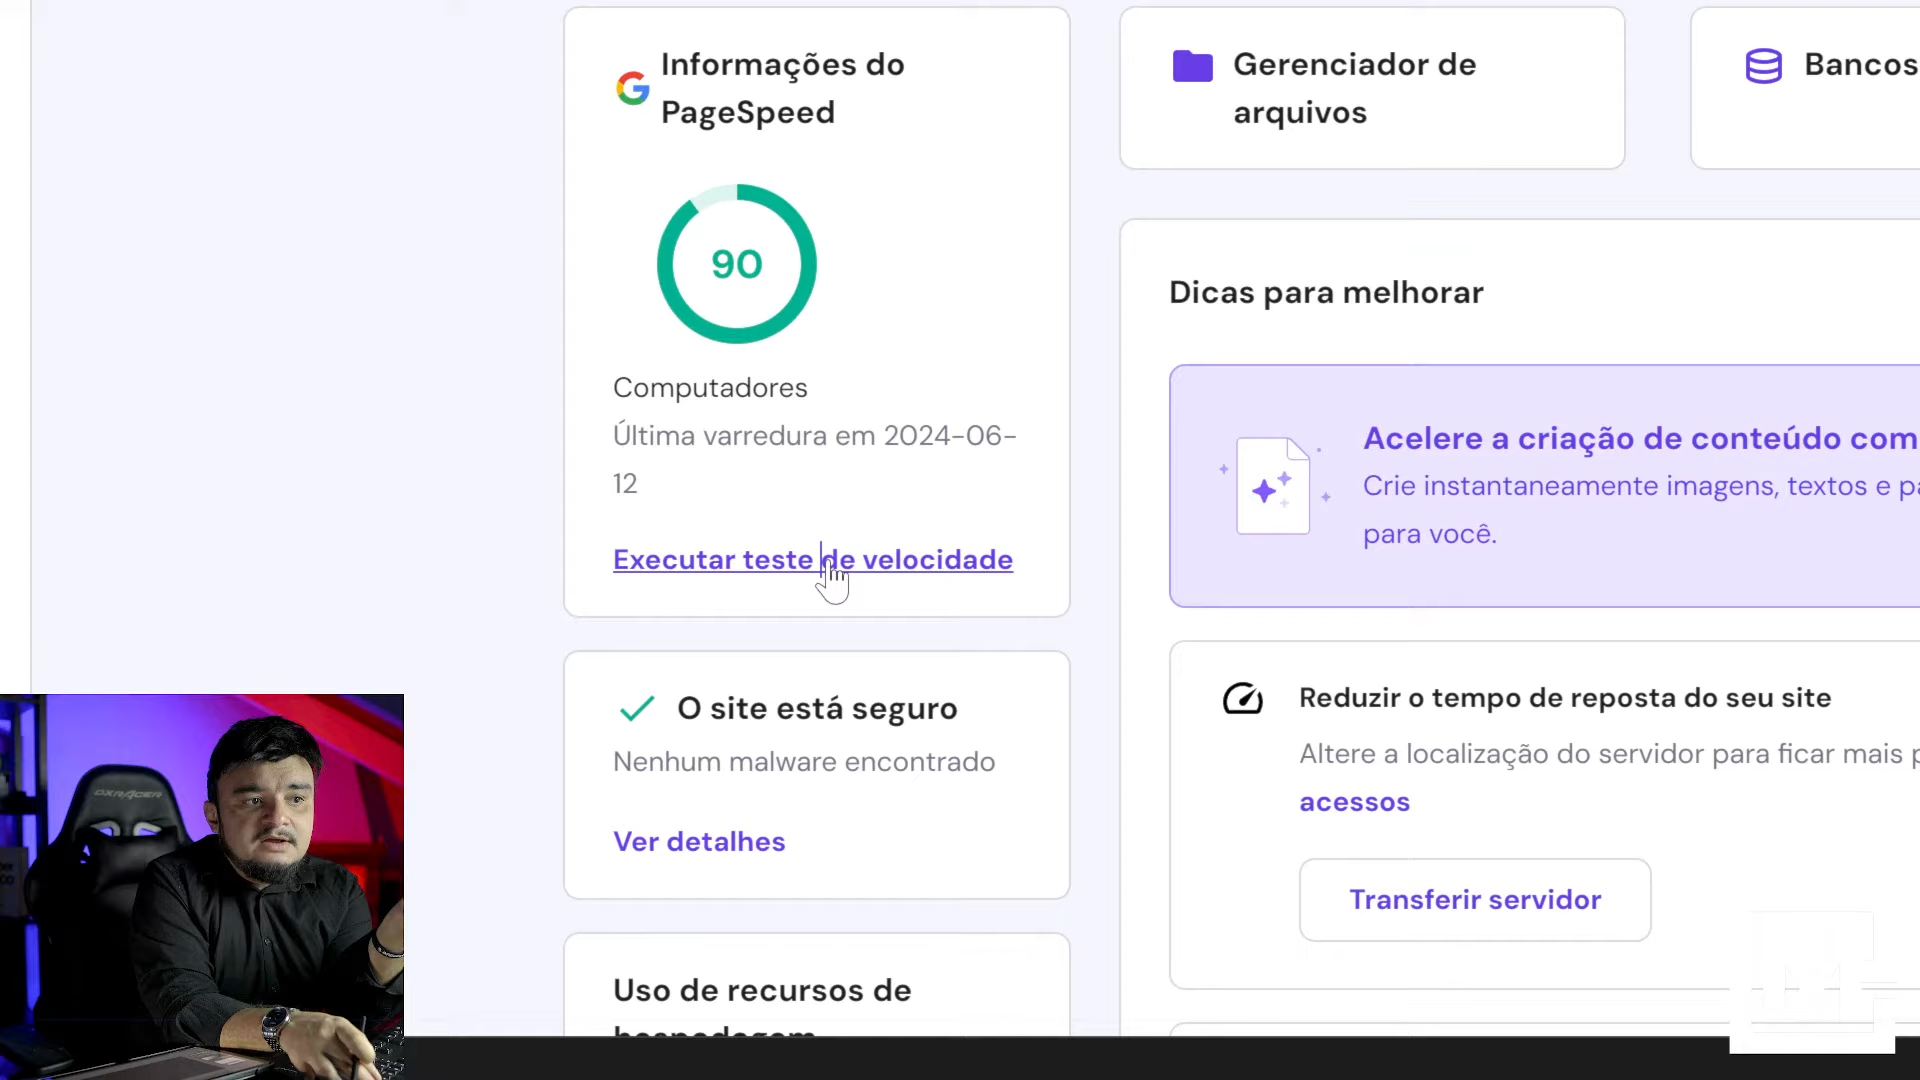 Informações do
PageSpeed
90
Computadores
Última varredura em 2024-06-
12
Executar teste de velocidade
O site está seguro
Nenhum malware encontrado
Ver detalhes
Uso de recursos de
hospedagem
Gerenciador de
arquivos
Bancos
Dicas para melhorar
Acelere a criação de conteúdo com
Crie instantaneamente imagens, textos e pa
para você.
Reduzir o tempo de reposta do seu site
Altere a localização do servidor para ficar mais p
acessos
Transferir servidor
DXRACER